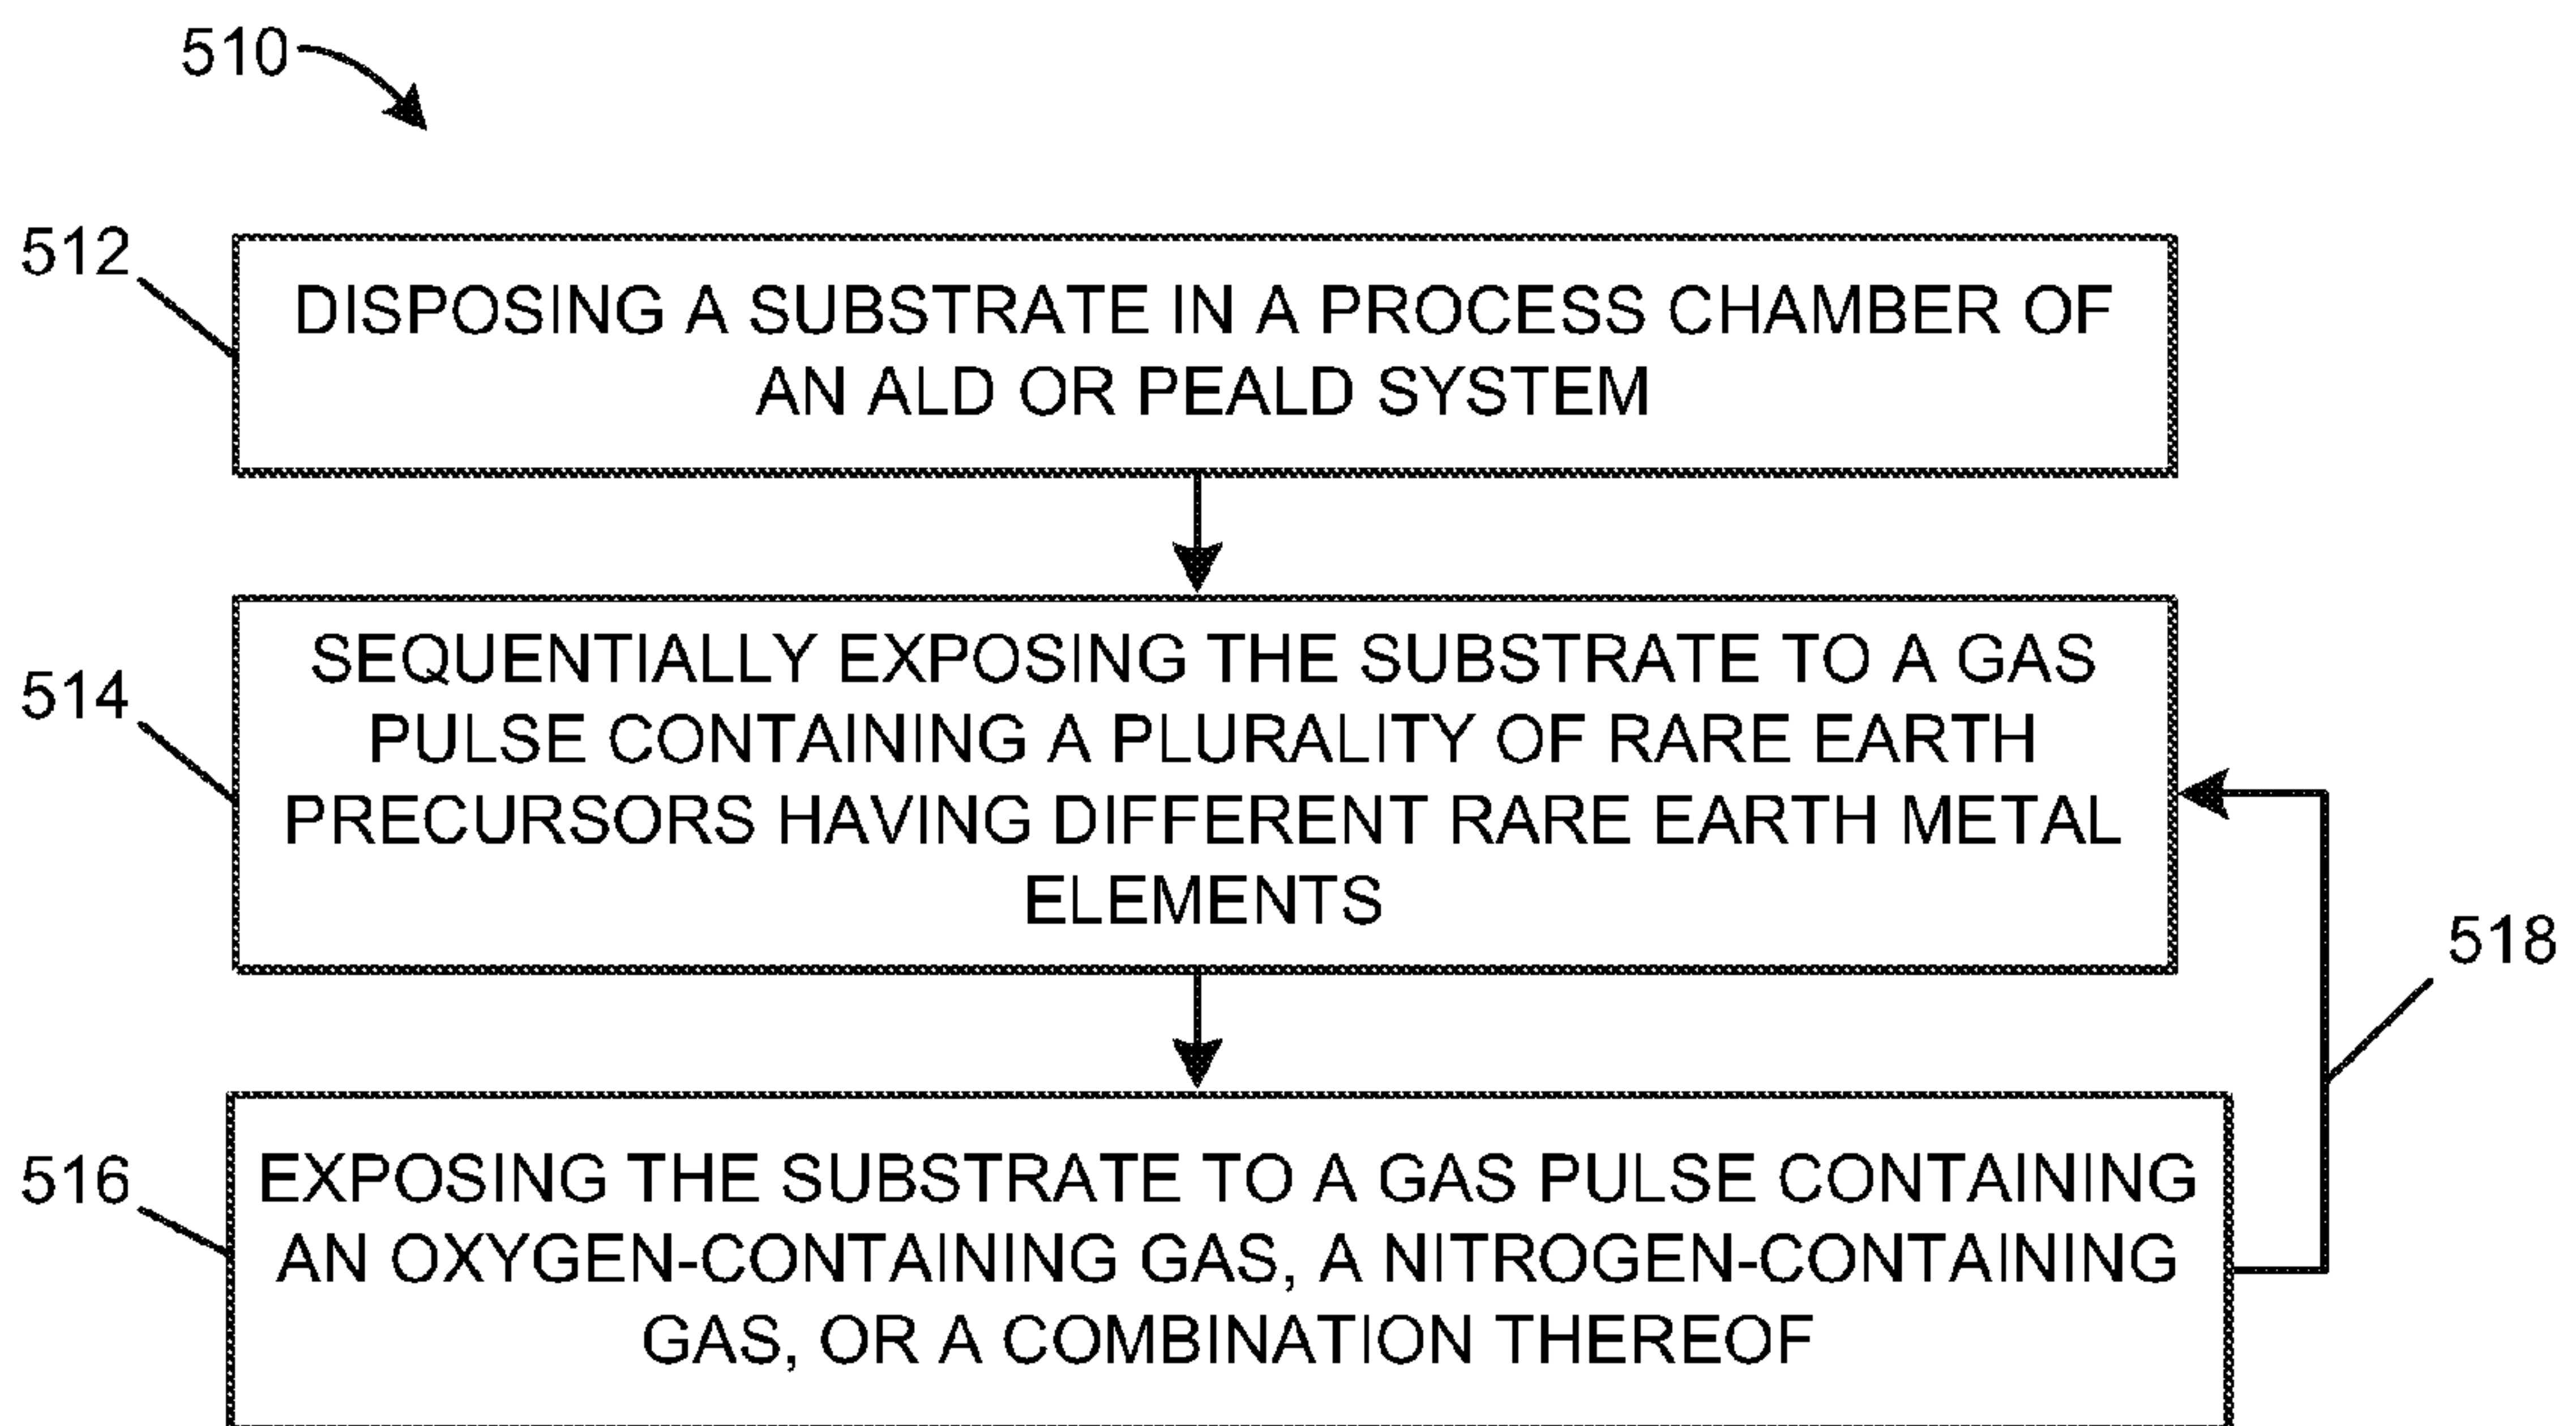 510
512
DISPOSING A SUBSTRATE IN A PROCESS CHAMBER OF
AN ALD OR PEALD SYSTEM
514
SEQUENTIALLY EXPOSING THE SUBSTRATE TO A GAS
PULSE CONTAINING A PLURALITY OF RARE EARTH
PRECURSORS HAVING DIFFERENT RARE EARTH METAL
ELEMENTS
518
516
EXPOSING THE SUBSTRATE TO A GAS PULSE CONTAINING
AN OXYGEN-CONTAINING GAS, A NITROGEN-CONTAINING
GAS, OR A COMBINATION THEREOF